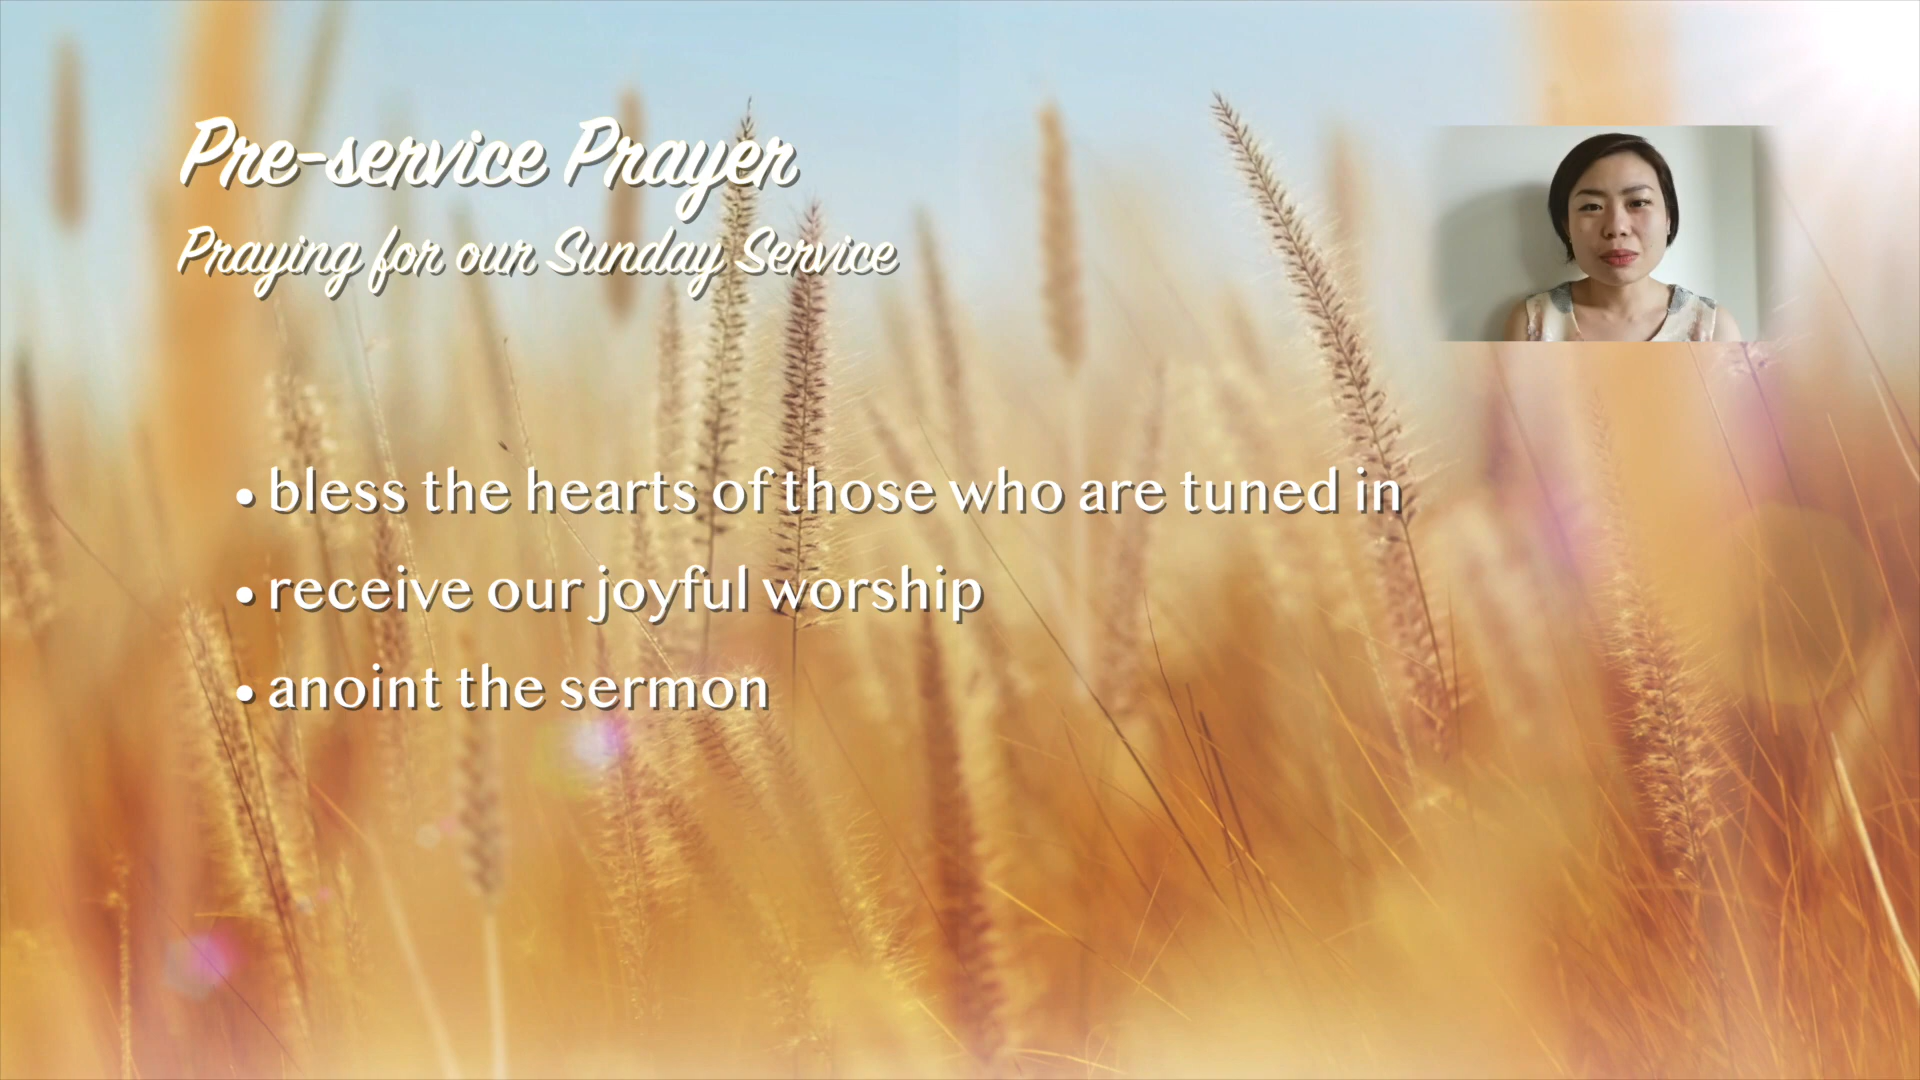 Pre-service Prayer
Praying for our Sunday Service
• bless the hearts of those who are tuned in
• receive our joyful worship
• anoint the sermon